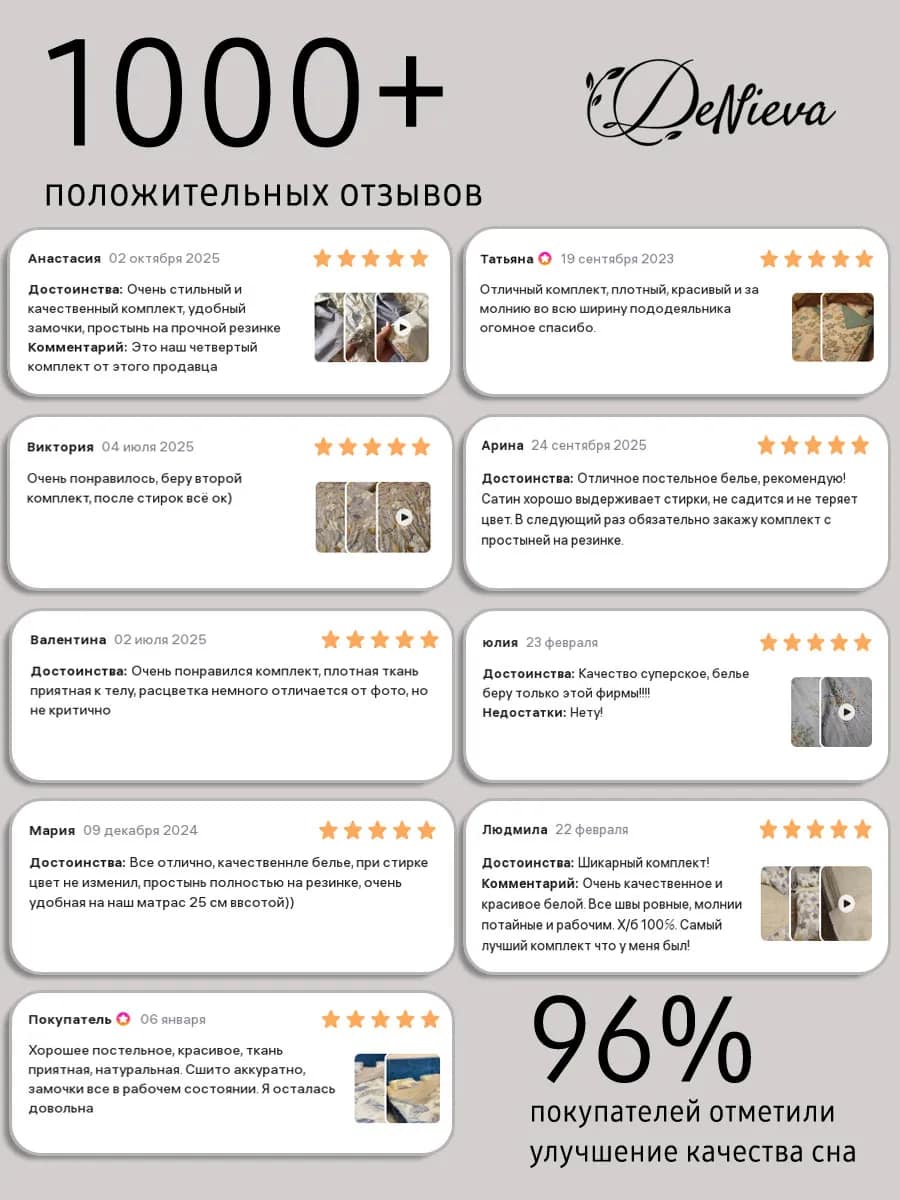 1000+
DeNieva
положительных отзывов
Анастасия 02 октября 2025
Достоинства: Очень стильный и
качественный комплект, удобный
замочки, простынь на прочной резинке
Комментарий: Это наш четвертый
комплект от этого продавца
Татьяна 19 сентября 2023
Отличный комплект, плотный, красивый и за
молнию во всю ширину пододеяльника
огомное спасибо.
Виктория 04 июля 2025
Очень понравилось, беру второй
комплект, после стирок всё ок)
Арина 24 сентября 2025
Достоинства: Отличное постельное белье, рекомендую!
Сатин хорошо выдерживает стирки, не садится и не теряет
цвет. В следующий раз обязательно закажу комплект с
простыней на резинке.
Валентина 02 июля 2025
Достоинства: Очень понравился комплект, плотная ткань
приятная к телу, расцветка немного отличается от фото, но
не критично
юлия 23 февраля
Достоинства: Качество суперское, белье
беру только этой фирмы!!!!
Недостатки: Нету!
Мария 09 декабря 2024
Достоинства: Все отлично, качественнле белье, при стирке
цвет не изменил, простынь полностью на резинке, очень
удобная на наш матрас 25 см ввсотой))
Людмила 22 февраля
Достоинства: Шикарный комплект!
Комментарий: Очень качественное и
красивое белой. Все швы ровные, молнии
потайные и рабочим. Х/б 100%. Самый
лучший комплект что у меня был!
Покупатель 06 января
Хорошее постельное, красивое, ткань
приятная, натуральная. Сшито аккуратно,
замочки все в рабочем состоянии. Я осталась
довольна
96%
покупателей отметили
улучшение качества сна